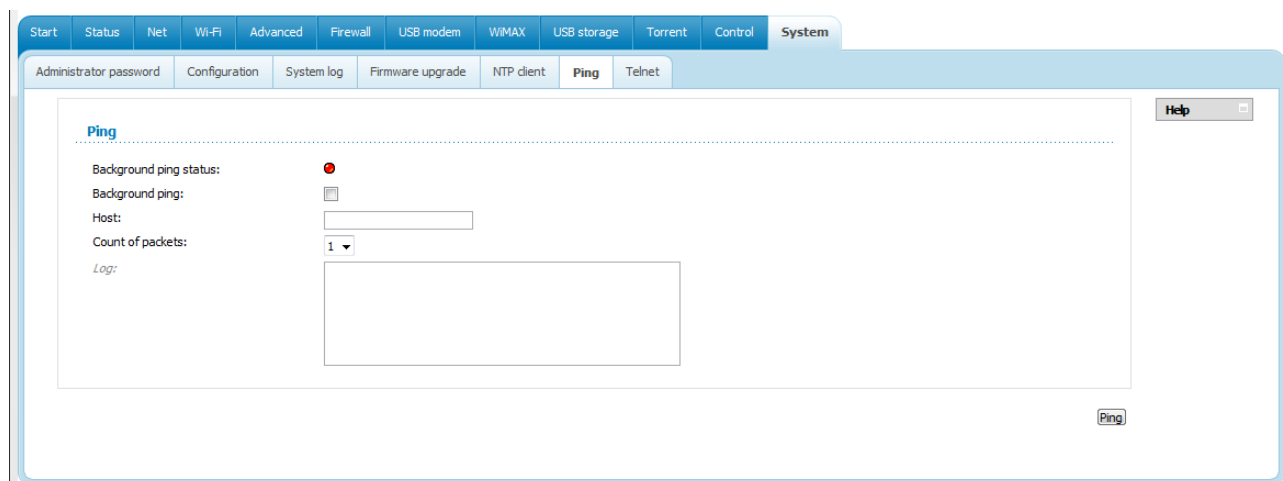 Start Status Net Wi-Fi Advanced Firewall USB modem WiMAX USB storage Torrent Control System
Administrator password Configuration System log Firmware upgrade NTP client Ping Telnet
Help
Ping
Background ping status:
Background ping:
Host:
Count of packets: 1
Log:
Ping